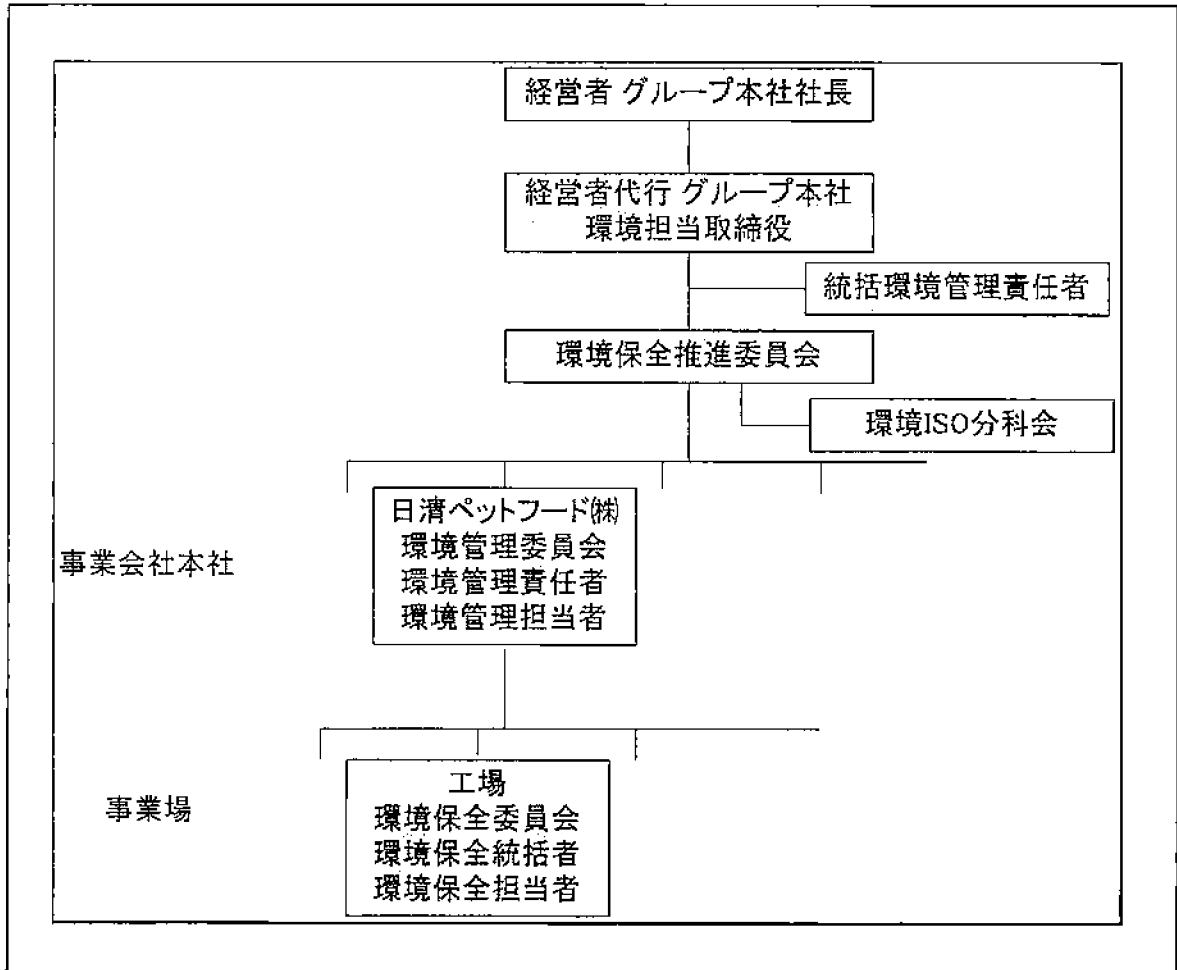 経営者 グループ本社社長
経営者代行 グループ本社
環境担当取締役
統括環境管理責任者
環境保全推進委員会
環境ISO分科会
事業会社本社
日清ペットフード㈱
環境管理委員会
環境管理責任者
環境管理担当者
事業場
工場
環境保全委員会
環境保全統括者
環境保全担当者